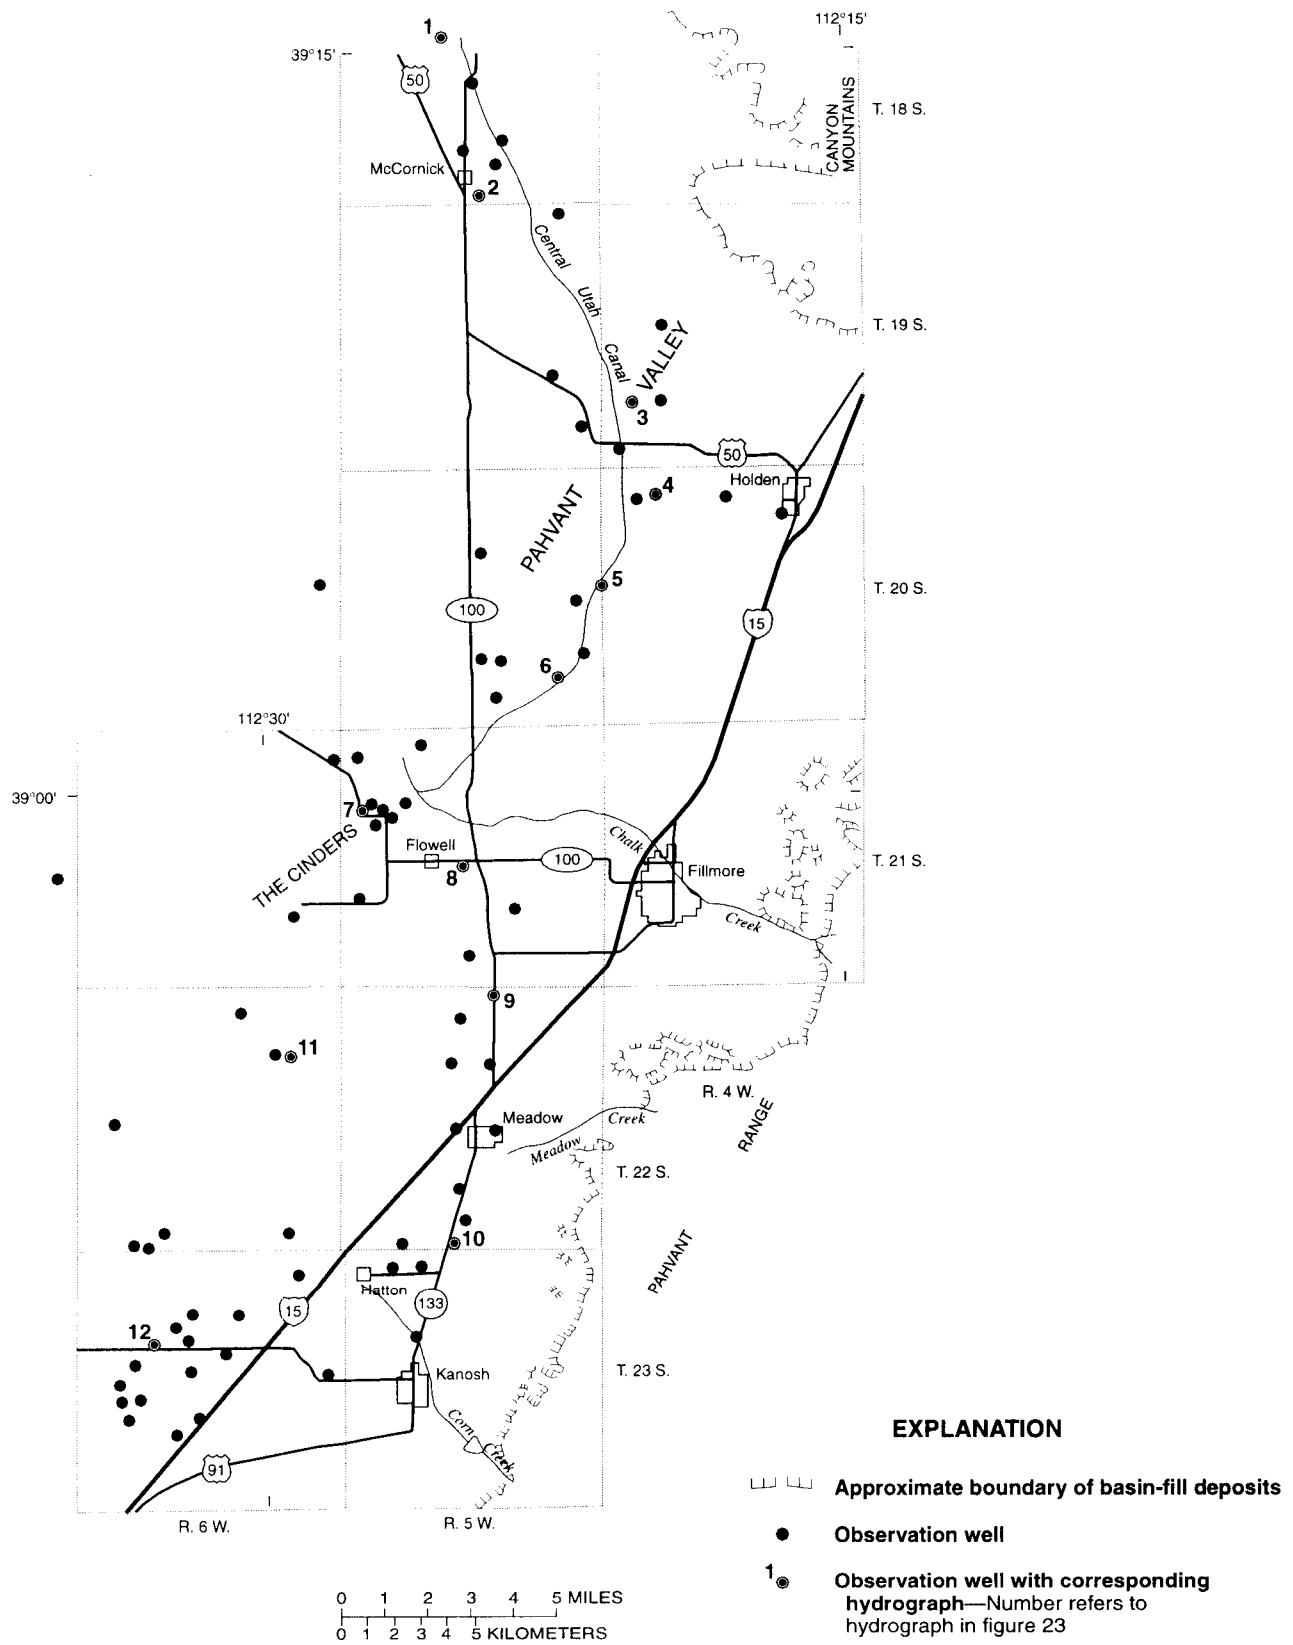 1
112°15'
39°15'
50
CANYON
MOUNTAINS
T. 18 S.
McCornick
2
Central
Utah
Canal
T. 19 S.
VALLEY
3
50
Holden
4
PAHVANT
5
T. 20 S.
100
15
6
112°30'
39°00'
7
THE CINDERS
Flowell
8
100
Chalk
Creek
Fillmore
T. 21 S.
9
11
R. 4 W.
RANGE
Meadow
Meadow
Creek
T. 22 S.
10
PAHVANT
Hatton
15
133
12
Kanosh
T. 23 S.
Corn
Creek
91
R. 6 W.
R. 5 W.
EXPLANATION
Approximate boundary of basin-fill deposits
Observation well
1
Observation well with corresponding
hydrograph—Number refers to
hydrograph in figure 23
0 1 2 3 4 5 MILES
0 1 2 3 4 5 KILOMETERS